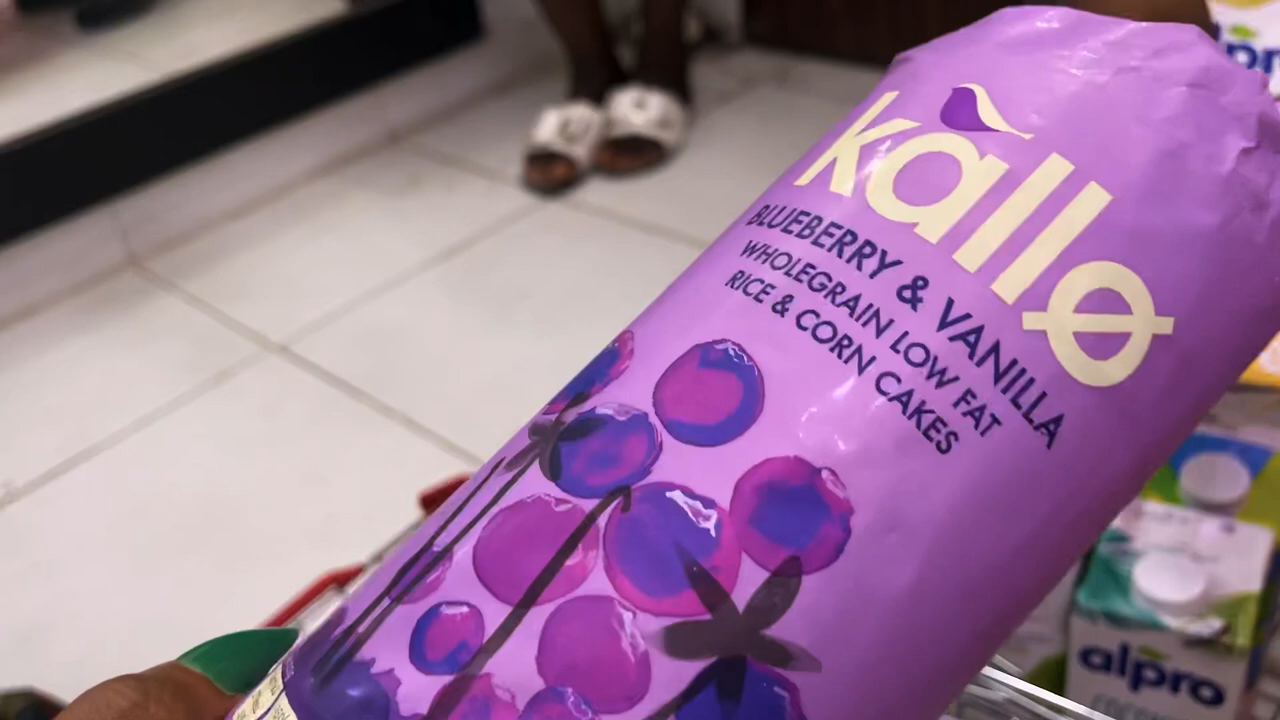 kallø
BLUEBERRY & VANILLA
WHOLEGRAIN LOW FAT
RICE & CORN CAKES
alpro